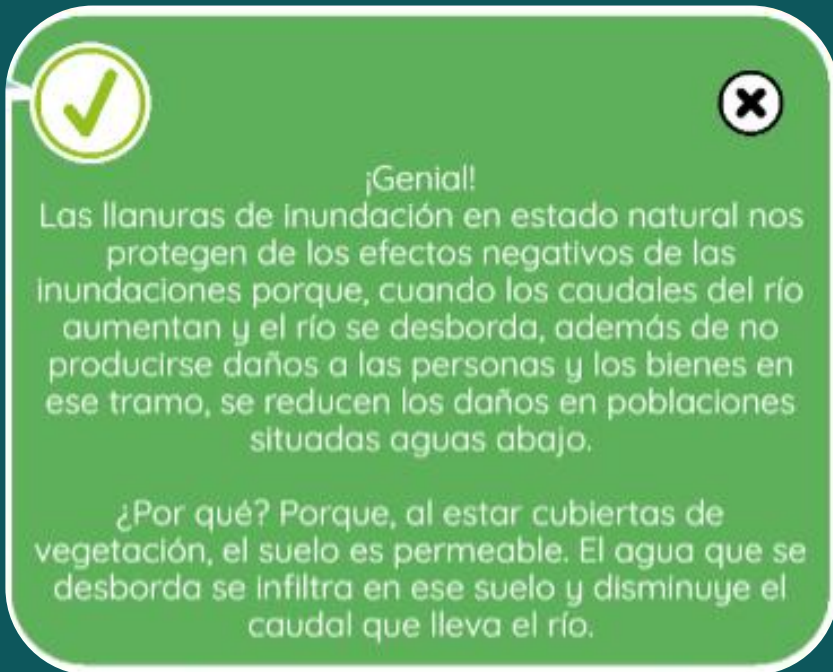 ¡Genial!
Las llanuras de inundación en estado natural nos
protegen de los efectos negativos de las
inundaciones porque, cuando los caudales del río
aumentan y el río se desborda, además de no
producirse daños a las personas y los bienes en
ese tramo, se reducen los daños en poblaciones
situadas aguas abajo.
¿Por qué? Porque, al estar cubiertas de
vegetación, el suelo es permeable. El agua que se
desborda se infiltra en ese suelo y disminuye el
caudal que lleva el río.